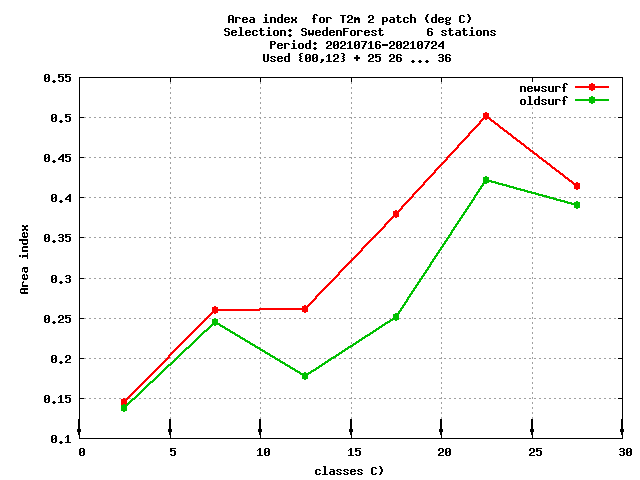 Area index  for T2m 2 patch (deg C)
Selection: SwedenForest      6 stations
Period: 20210716-20210724
Used {00,12} + 25 26 ... 36
newsurf
oldsurf
0.55
0.5
0.45
0.4
0.35
0.3
0.25
0.2
0.15
0.1
Area index
0 5 10 15 20 25 30
classes C)